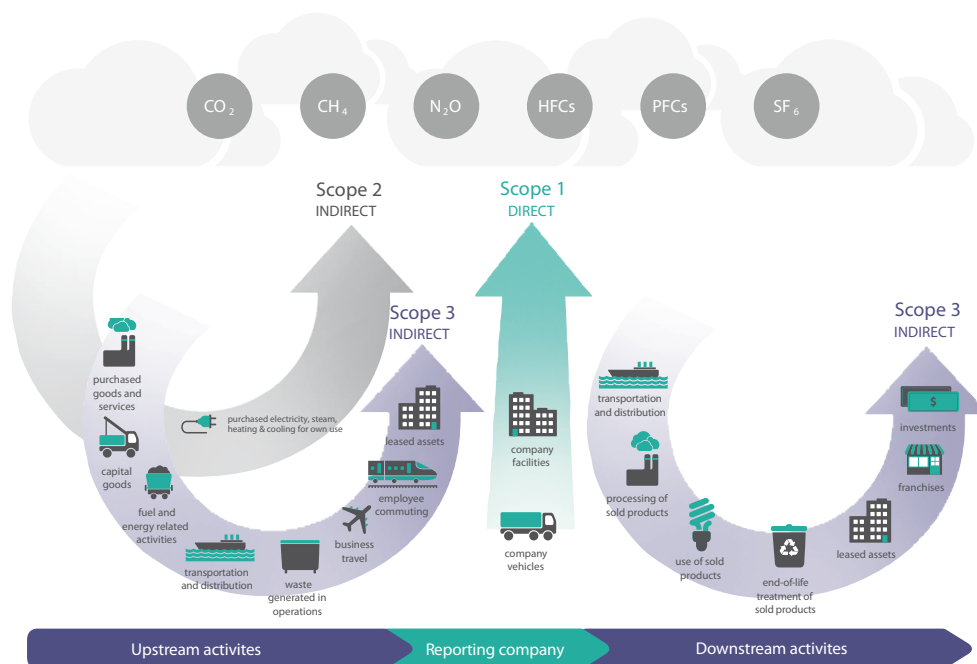 CO₂
CH₄
N₂O
HFCs
PFCs
SF₆
Scope 2
INDIRECT
Scope 1
DIRECT
Scope 3
INDIRECT
Scope 3
INDIRECT
purchased
goods and
services
capital
goods
fuel and
energy related
activities
purchased electricity, steam,
heating & cooling for own use
transportation
and distribution
waste
generated in
operations
business
travel
employee
commuting
leased assets
company
facilities
company
vehicles
transportation
and distribution
processing of
sold products
use of sold
products
end-of-life
treatment of
sold products
leased assets
franchises
$
investments
Upstream activites
Reporting company
Downstream activites